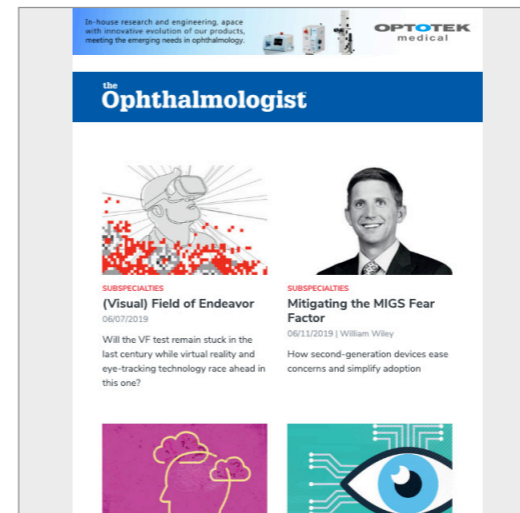 In-house research and engineering, apace
with innovative evolution of our products,
meeting the emerging needs in ophthalmology.
OPTOTEK
medical
the
Ophthalmologist
SUBSPECIALTIES
(Visual) Field of Endeavor
06/07/2019
Will the VF test remain stuck in the
last century while virtual reality and
eye-tracking technology race ahead in
this one?
SUBSPECIALTIES
Mitigating the MIGS Fear
Factor
06/11/2019 | William Wiley
How second-generation devices ease
concerns and simplify adoption